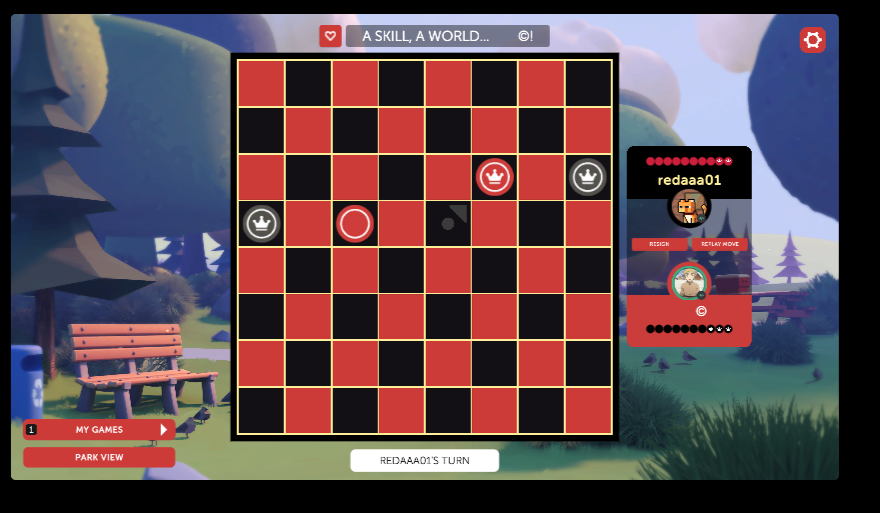 A SKILL, A WORLD... ©!
redaaa01
RESIGN
REPLAY MOVE
©
1
MY GAMES
PARK VIEW
REDAAA01'S TURN